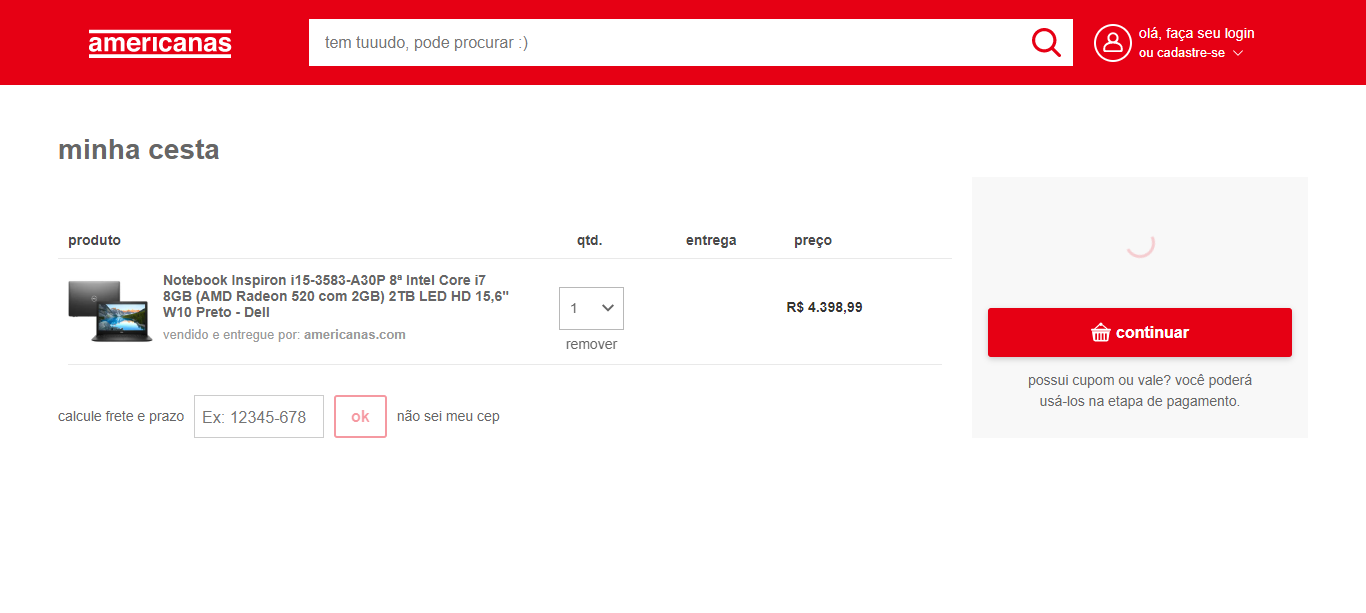 americanas
tem tuuudo, pode procurar :)
olá, faça seu login
ou cadastre-se
minha cesta
produto
qtd.
entrega
preço
Notebook Inspiron i15-3583-A30P 8ª Intel Core i7
8GB (AMD Radeon 520 com 2GB) 2TB LED HD 15,6"
W10 Preto - Dell
vendido e entregue por: americanas.com
1
remover
R$ 4.398,99
continuar
possui cupom ou vale? você poderá
usá-los na etapa de pagamento.
calcule frete e prazo
Ex: 12345-678
ok
não sei meu cep